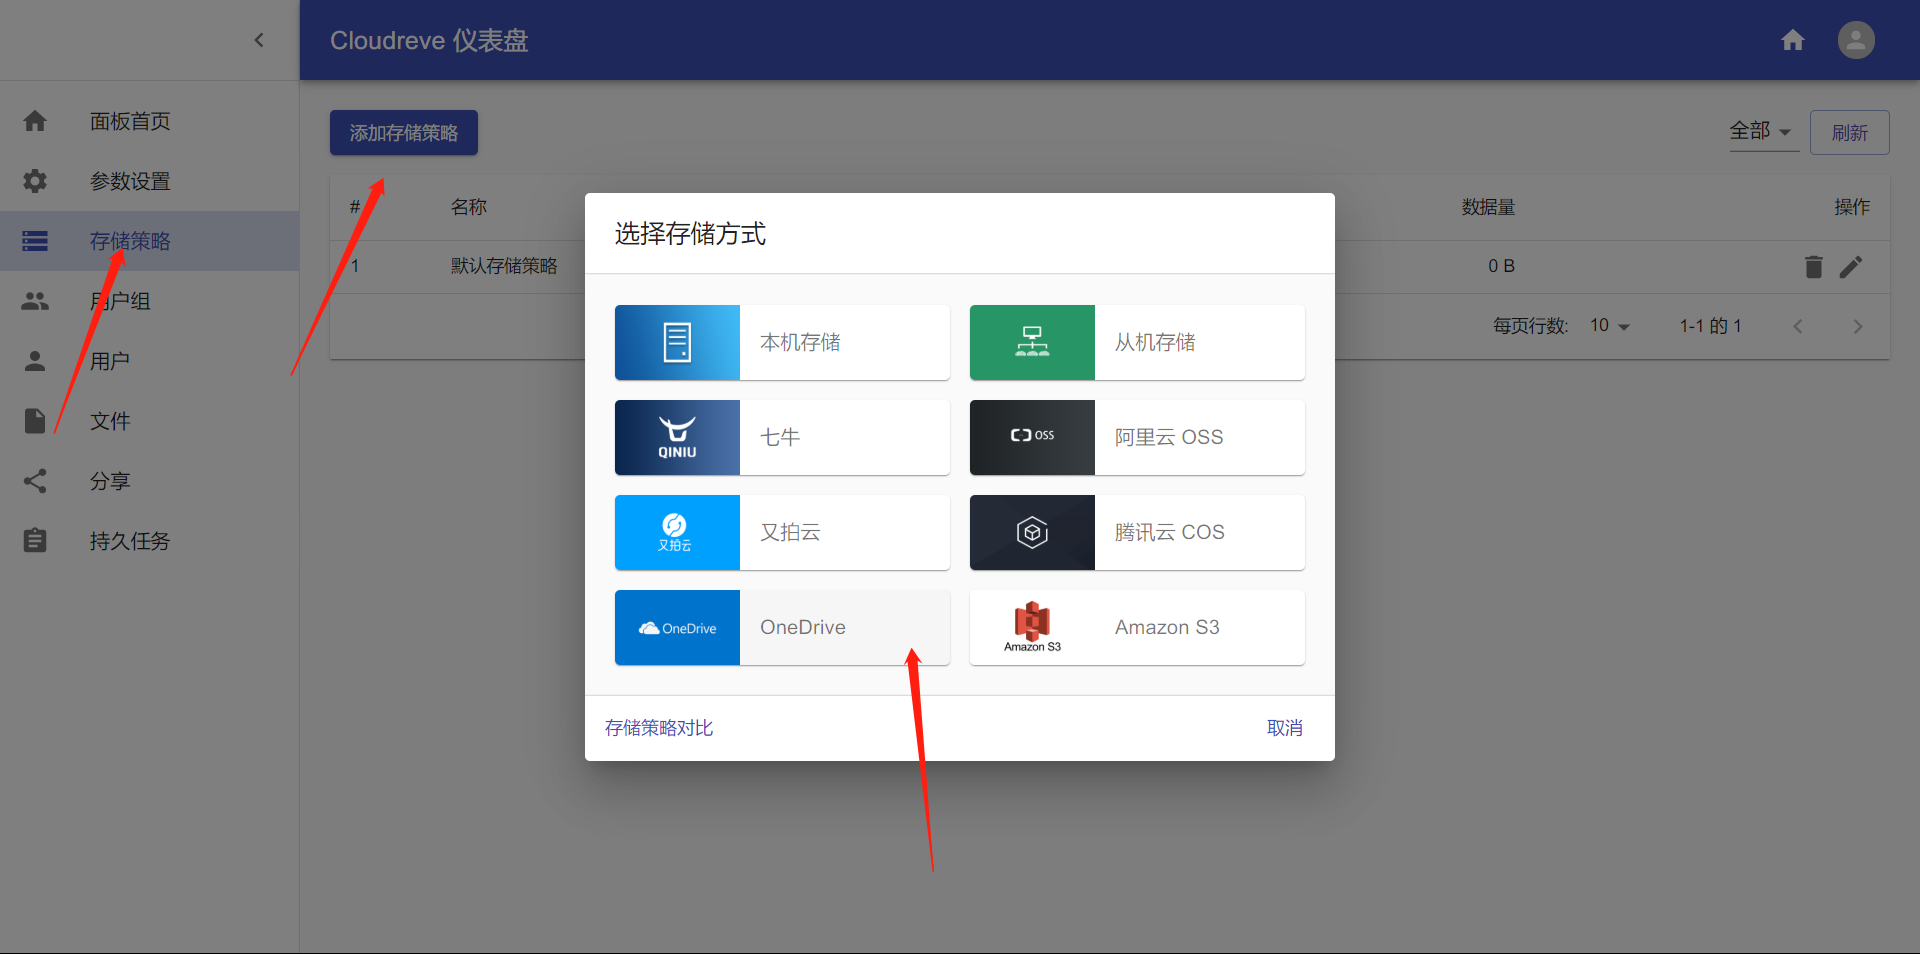 Cloudreve 仪表盘
面板首页
参数设置
存储策略
用户组
用户
文件
分享
持久任务
添加存储策略
全部
刷新
# 名称 数据量 操作
1 默认存储策略 0 B
每页行数: 10 1-1 的 1
选择存储方式
本机存储
从机存储
QINIU
七牛
OSS
阿里云 OSS
又拍云
又拍云
腾讯云 COS
OneDrive
OneDrive
Amazon S3
Amazon S3
存储策略对比
取消